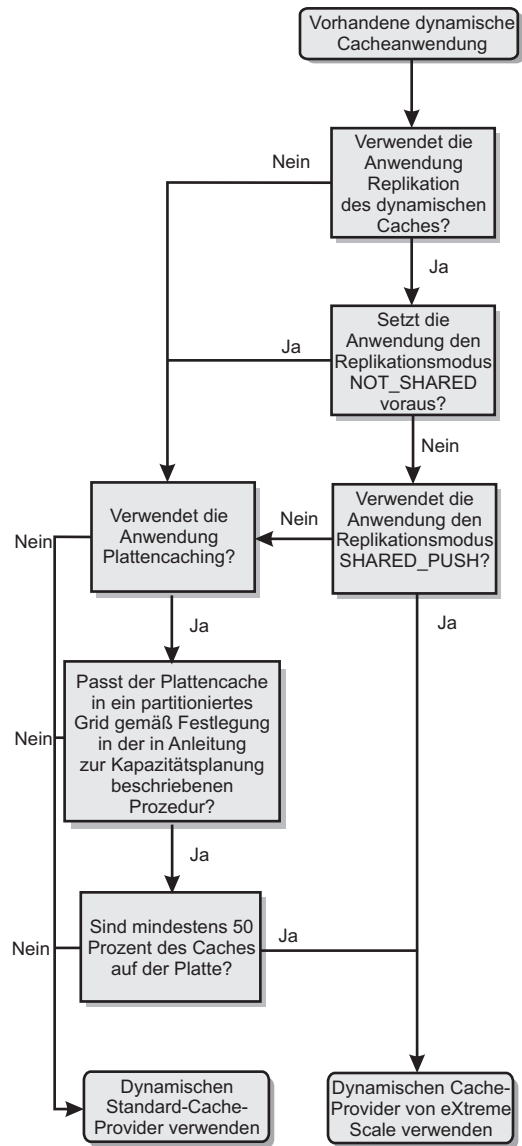 Vorhandene dynamische
Cacheanwendung
Verwendet die
Anwendung
Replikation
des dynamischen
Caches?
Nein
Ja
Setzt die
Anwendung den
Replikationsmodus
NOT_SHARED
voraus?
Ja
Nein
Verwendet die
Anwendung den
Replikationsmodus
SHARED_PUSH?
Nein
Ja
Verwendet die
Anwendung
Plattencaching?
Nein
Ja
Passt der Plattencache
in ein partitioniertes
Grid gemäß Festlegung
in der in Anleitung
zur Kapazitätsplanung
beschriebenen
Prozedur?
Nein
Ja
Sind mindestens 50
Prozent des Caches
auf der Platte?
Nein
Ja
Dynamischen
Standard-Cache-
Provider verwenden
Dynamischen Cache-
Provider von eXtreme
Scale verwenden